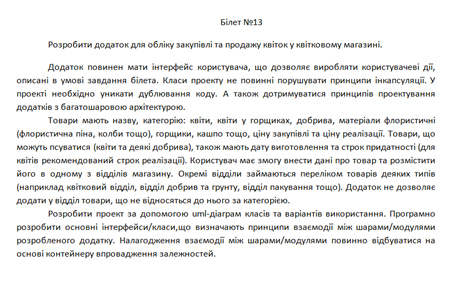 Білет №13
Розробити додаток для обліку закупівлі та продажу квіток у квітковому магазині.
Додаток повинен мати інтерфейс користувача, що дозволяє виробляти користувачеві дії,
описані в умові завдання білета. Класи проекту не повинні порушувати принципи інкапсуляції. У
проекті необхідно уникати дублювання коду. А також дотримуватися принципів проектування
додатків з багатошаровою архітектурою.
Товари мають назву, категорію: квіти, квіти у горщиках, добрива, матеріали флористичні
(флористична піна, колби тощо), горщики, кашпо тощо, ціну закупівлі та ціну реалізації. Товари, що
можуть псуватися (квіти та деякі добрива), також мають дату виготовлення та строк придатності (для
квітів рекомендований строк реалізації). Користувач має змогу внести дані про товар та розмістити
його в одному з відділів магазину. Окремі відділи займаються переліком товарів деяких типів
(наприклад квітковий відділ, відділ добрив та грунту, відділ пакування тощо). Додаток не дозволяє
додати у відділ товари, що не відносяться до нього за категорією.
Розробити проект за допомогою uml-діаграм класів та варіантів використання. Програмно
розробити основні інтерфейси/класи,що визначають принципи взаємодії між шарами/модулями
розробленого додатку. Налагодження взаємодії між шарами/модулями повинно відбуватися на
основі контейнеру впровадження залежностей.